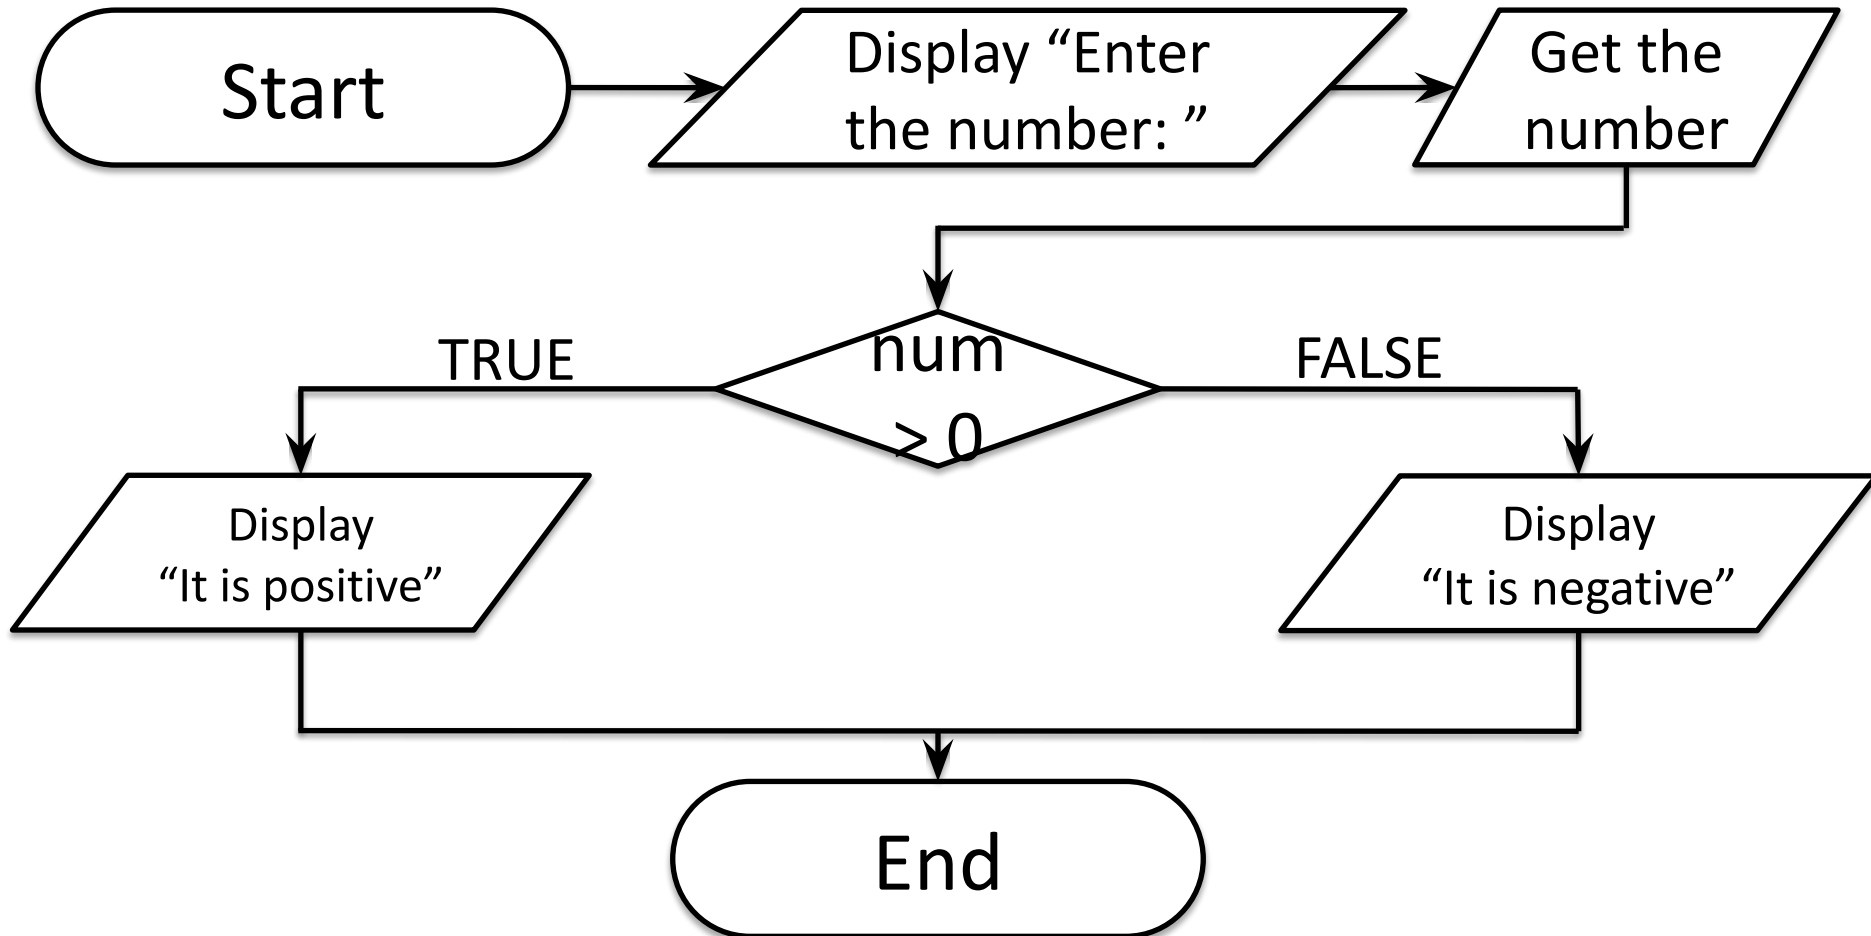 Start
Display “Enter
the number: ”
Get the
number
num
> 0
TRUE
FALSE
Display
“It is positive”
Display
“It is negative”
End